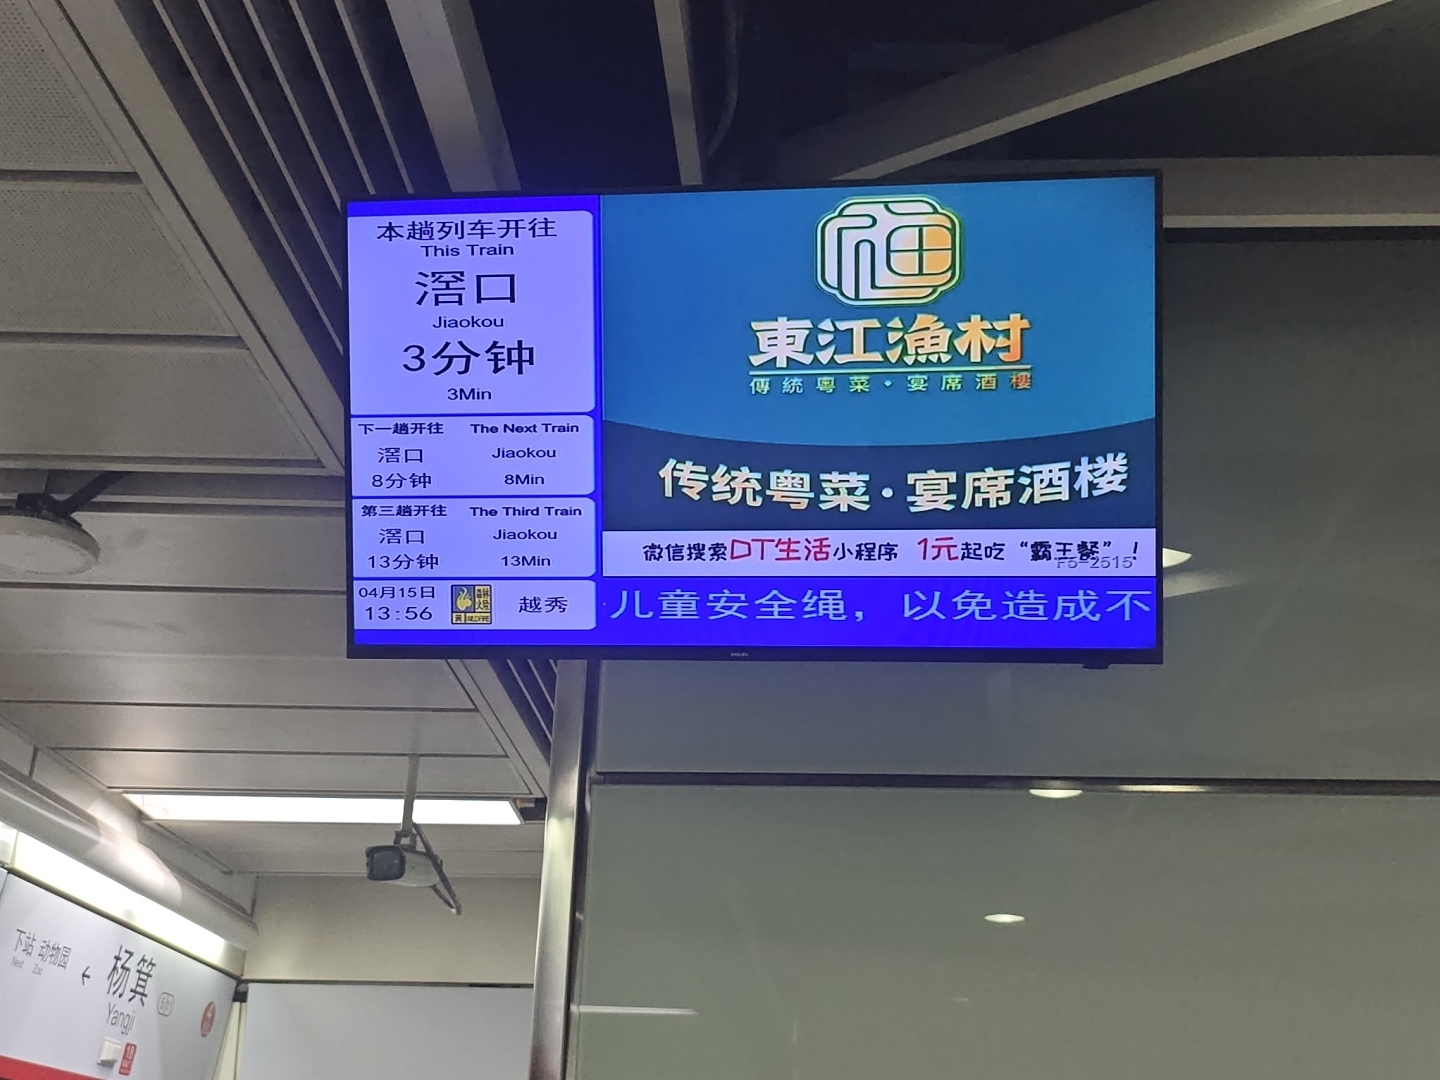 本趟列车开往
This Train
滘口
Jiaokou
3分钟
3Min
下一趟开往 The Next Train
滘口 Jiaokou
8分钟 8Min
第三趟开往 The Third Train
滘口 Jiaokou
13分钟 13Min
04月15日
13:56
越秀
東江漁村
傳統粵菜·宴席酒樓
传统粤菜·宴席酒楼
微信搜索DT生活小程序 1元起吃“霸王餐”！
F5-2515
儿童安全绳，以免造成不
PHILIPS
下站 动物园
Next Zoo
←
杨箕
Yangji